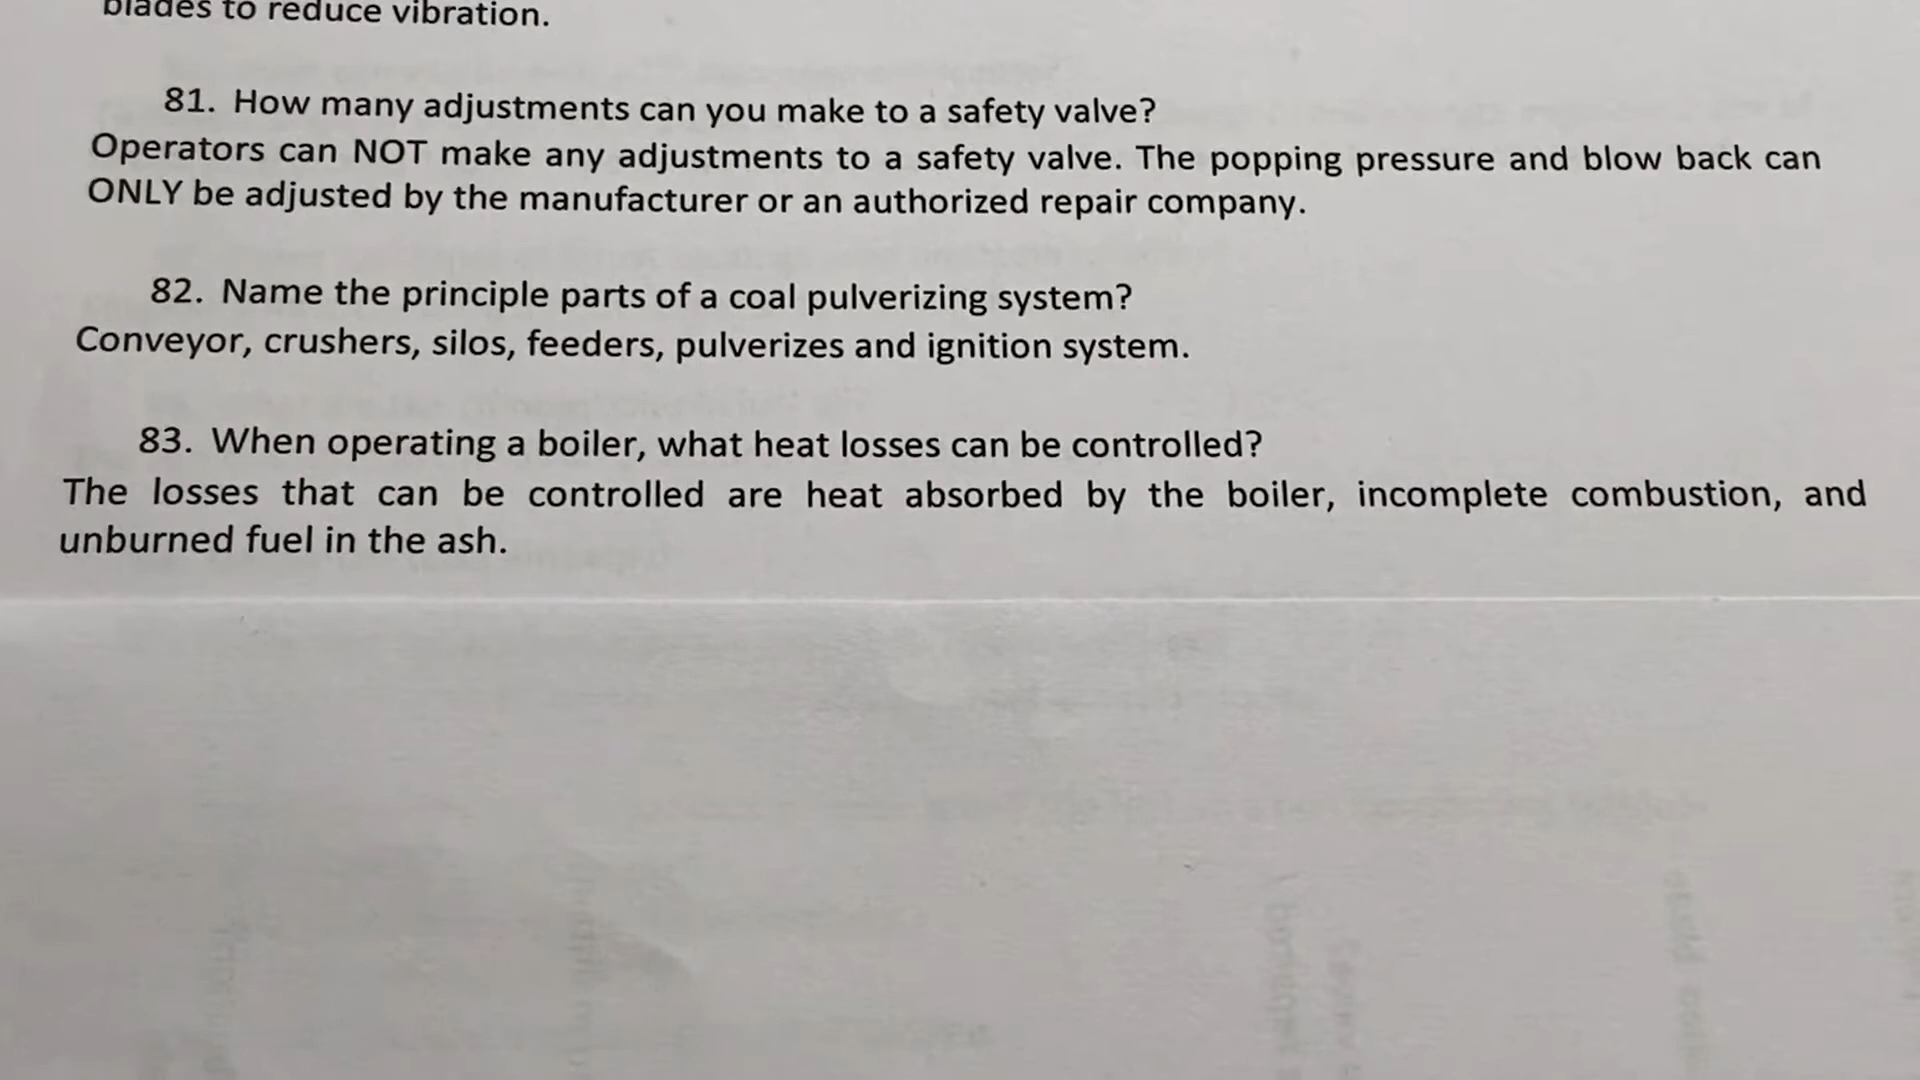 blades to reduce vibration.
81. How many adjustments can you make to a safety valve?
Operators can NOT make any adjustments to a safety valve. The popping pressure and blow back can
ONLY be adjusted by the manufacturer or an authorized repair company.
82. Name the principle parts of a coal pulverizing system?
Conveyor, crushers, silos, feeders, pulverizes and ignition system.
83. When operating a boiler, what heat losses can be controlled?
The losses that can be controlled are heat absorbed by the boiler, incomplete combustion, and
unburned fuel in the ash.